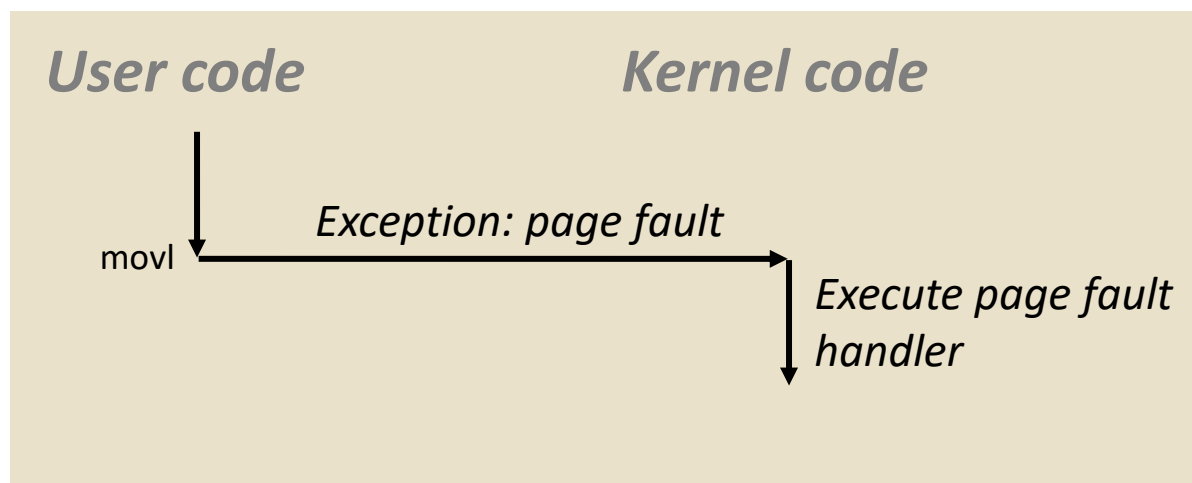 User code
Kernel code
Exception: page fault
movl
Execute page fault
handler